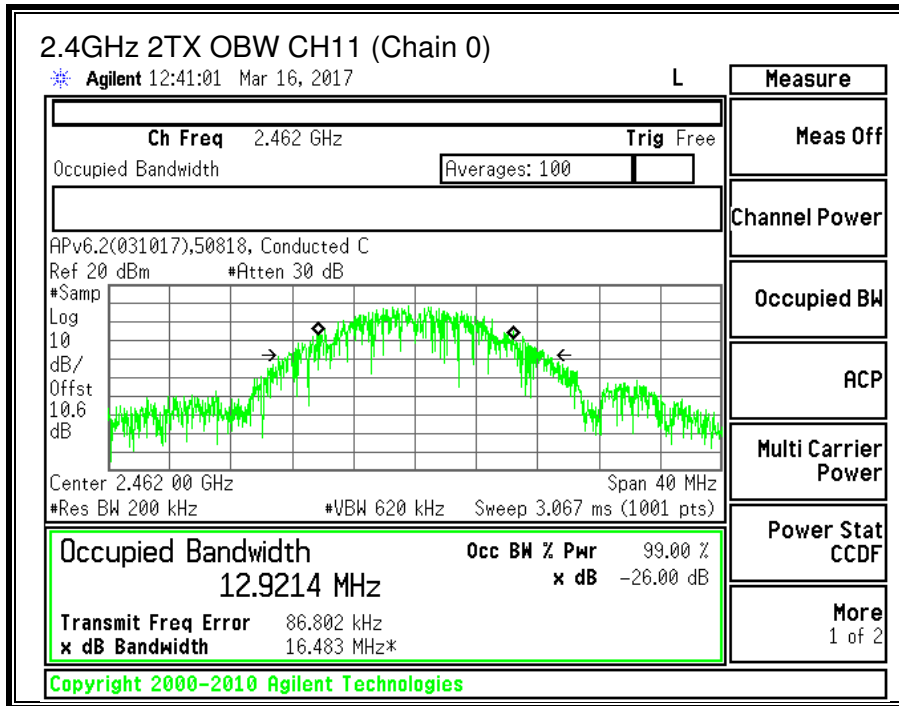 2.4GHz 2TX OBW CH11 (Chain 0)
Agilent 12:41:01 Mar 16, 2017 L
Measure
Ch Freq 2.462 GHz Trig Free
Meas Off
Occupied Bandwidth Averages: 100
Channel Power
APv6.2(031017),50818, Conducted C
Ref 20 dBm #Atten 30 dB
#Samp
Log
10
dB/
Offst
10.6
dB
Occupied BW
ACP
Multi Carrier
Power
Center 2.462 00 GHz Span 40 MHz
#Res BW 200 kHz #VBW 620 kHz Sweep 3.067 ms (1001 pts)
Power Stat
CCDF
Occupied Bandwidth Occ BW % Pwr 99.00 %
12.9214 MHz x dB -26.00 dB
Transmit Freq Error 86.802 kHz
x dB Bandwidth 16.483 MHz*
More
1 of 2
Copyright 2000-2010 Agilent Technologies